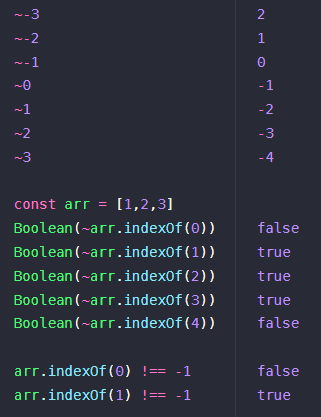 ~-3 2
~-2 1
~-1 0
~0 -1
~1 -2
~2 -3
~3 -4
const arr = [1,2,3]
Boolean(~arr.indexOf(0)) false
Boolean(~arr.indexOf(1)) true
Boolean(~arr.indexOf(2)) true
Boolean(~arr.indexOf(3)) true
Boolean(~arr.indexOf(4)) false
arr.indexOf(0) !== -1 false
arr.indexOf(1) !== -1 true